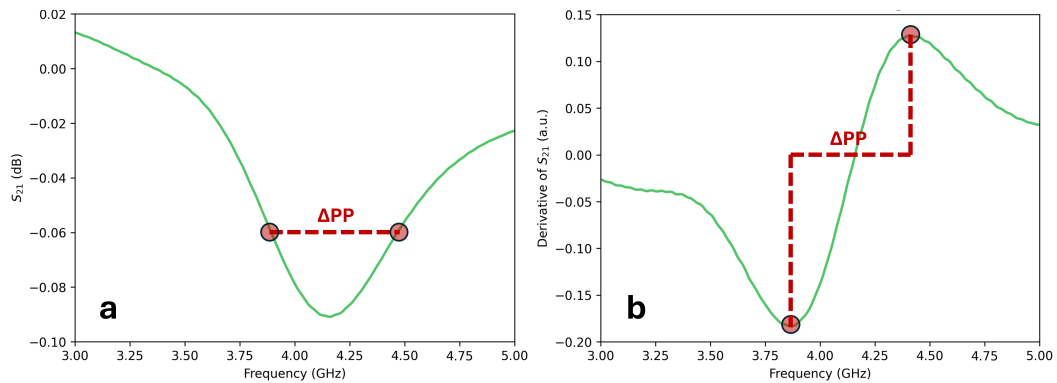 0.02
0.00
−0.02
−0.04
−0.06
−0.08
−0.10
S21 (dB)
ΔPP
a
3.00 3.25 3.50 3.75 4.00 4.25 4.50 4.75 5.00
Frequency (GHz)
0.15
0.10
0.05
0.00
−0.05
−0.10
−0.15
−0.20
Derivative of S21 (a.u.)
ΔPP
b
3.00 3.25 3.50 3.75 4.00 4.25 4.50 4.75 5.00
Frequency (GHz)